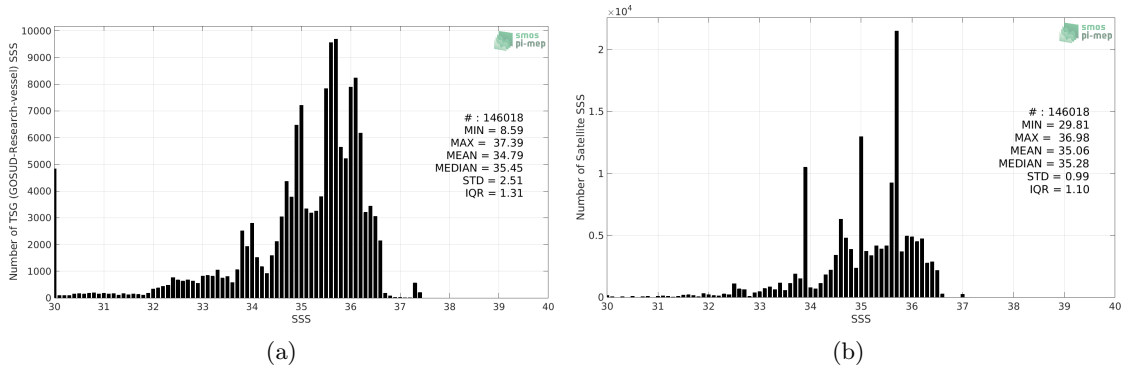 Number of TSG (GOSUD-Research-vessel) SSS
10000
9000
8000
7000
6000
5000
4000
3000
2000
1000
0
30 31 32 33 34 35 36 37 38 39 40
SSS
smos
pi-mep
# : 146018
MIN = 8.59
MAX = 37.39
MEAN = 34.79
MEDIAN = 35.45
STD = 2.51
IQR = 1.31
(a)
×10⁴
Number of Satellite SSS
2
1.5
1
0.5
0
30 31 32 33 34 35 36 37 38 39 40
SSS
smos
pi-mep
# : 146018
MIN = 29.81
MAX = 36.98
MEAN = 35.06
MEDIAN = 35.28
STD = 0.99
IQR = 1.10
(b)